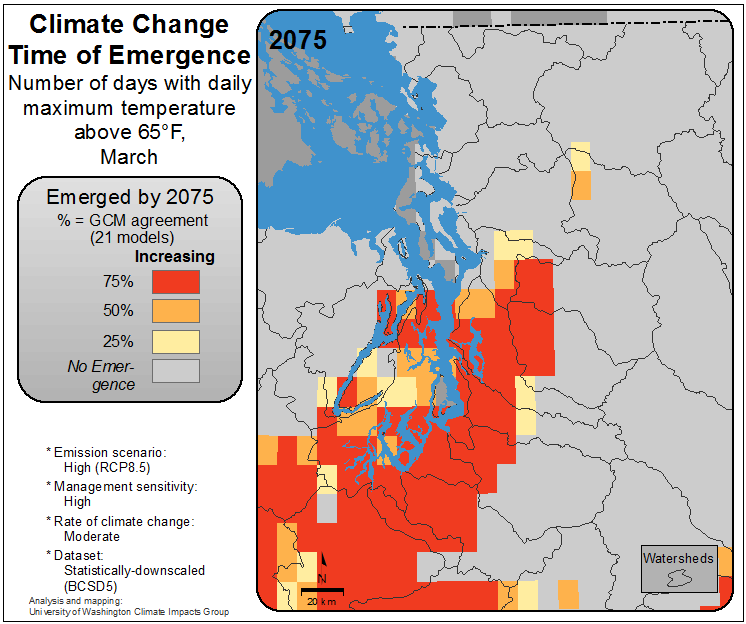 Climate Change
Time of Emergence
Number of days with daily
maximum temperature
above 65°F,
March
Emerged by 2075
% = GCM agreement
(21 models)
Increasing
75%
50%
25%
No Emer-
gence
* Emission scenario:
High (RCP8.5)
* Management sensitivity:
High
* Rate of climate change:
Moderate
* Dataset:
Statistically-downscaled
(BCSD5)
Analysis and mapping:
University of Washington Climate Impacts Group
2075
Watersheds
N
20 km